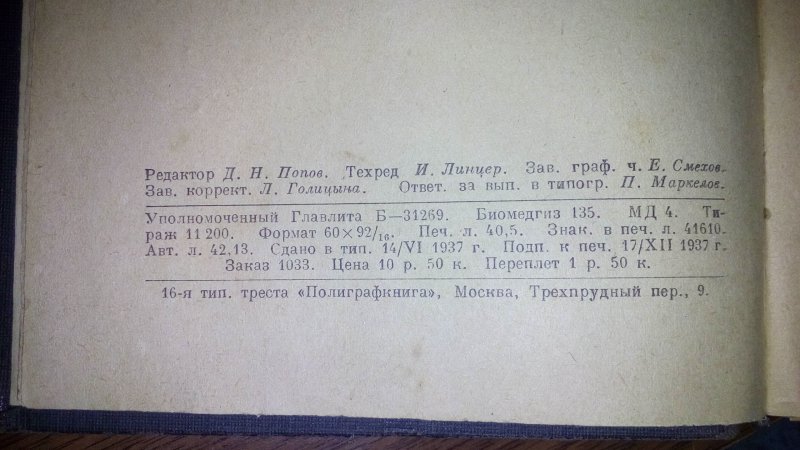 Редактор Д. Н. Попов. Техред И. Линцер. Зав. граф. ч. Е. Смехов.
Зав. коррект. Л. Голицына. Ответ. за вып. в типогр. П. Маркелов.
Уполномоченный Главлита Б—31269. Биомедгиз 135. МД 4. Ти-
раж 11 200. Формат 60×92/16. Печ. л. 40,5. Знак. в печ. л. 41610.
Авт. л. 42,13. Сдано в тип. 14/VI 1937 г. Подп. к печ. 17/XII 1937 г.
Заказ 1033. Цена 10 р. 50 к. Переплет 1 р. 50 к.
16-я тип. треста «Полиграфкнига», Москва, Трехпрудный пер., 9.